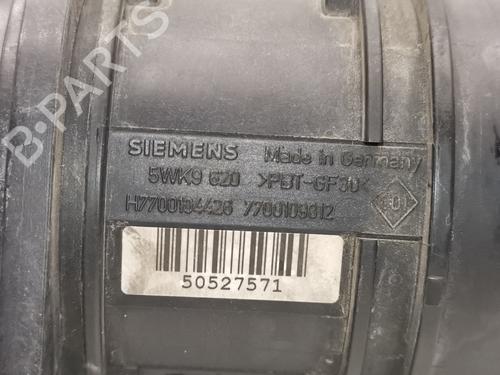 B-PARTS
SIEMENS Made in Germany
5WK9 620 >PBT-GF30<
H7700104426 7700109812
50527571